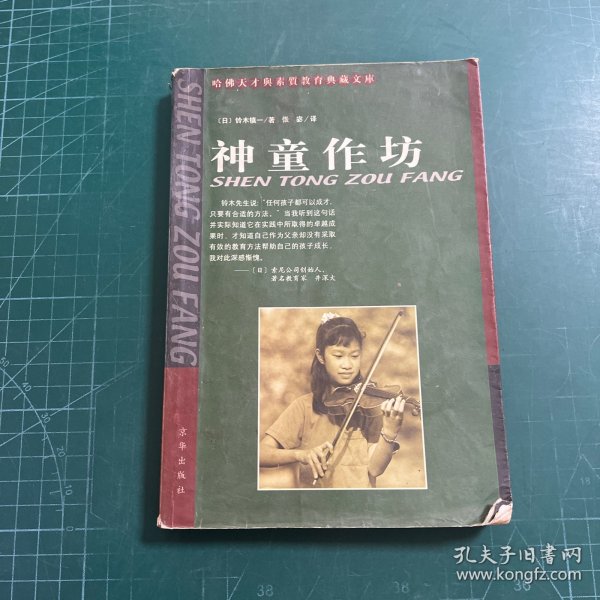 哈佛天才與素質教育典藏文庫
〔日〕铃木镇一/著 张宓/译
神童作坊
SHEN TONG ZOU FANG
铃木先生说:“任何孩子都可以成才,
只要有合适的方法。”当我听到这句话
并实际知道它在实践中所取得的卓越成
果时,才知道自己作为父亲却没有采取
有效的教育方法帮助自己的孩子成长,
我对此深感惭愧。
——〔日〕索尼公司创始人、
著名教育家 井深大
SHEN TONG ZOU FANG
京华出版社
孔夫子旧书网
www.kongfz.com